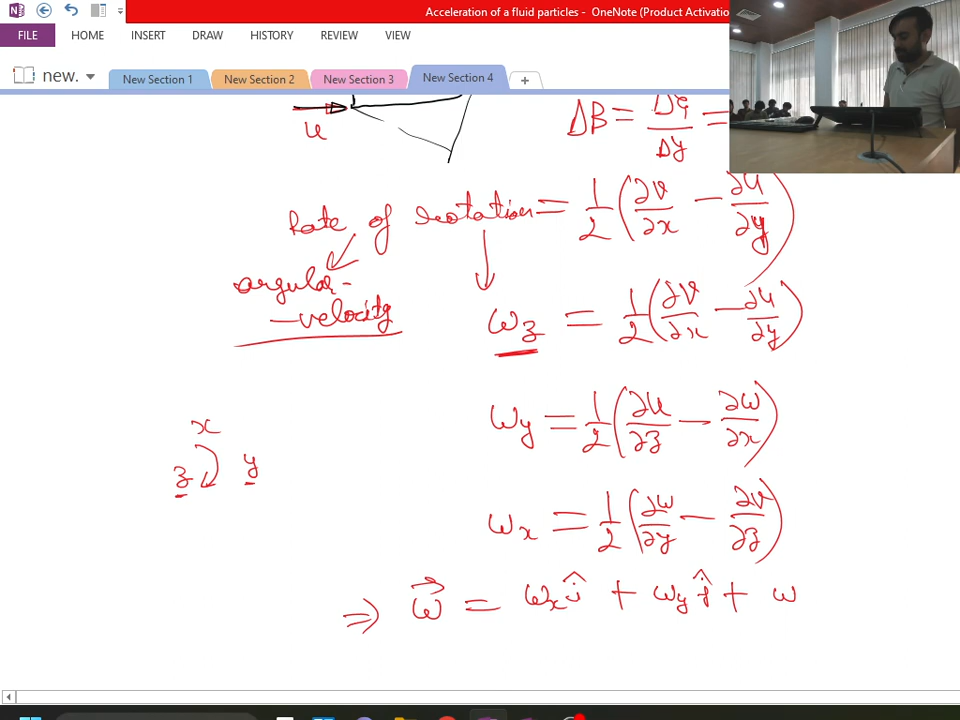 Acceleration of a fluid particles - OneNote (Product Activatio
FILE HOME INSERT DRAW HISTORY REVIEW VIEW
new. New Section 1 New Section 2 New Section 3 New Section 4 +
u
ΔB = Δy =
Rate of rotation = 1/2 (∂v/∂x − ∂u/∂y)
angular-
-velocity
ω_z = 1/2 (∂v/∂x − ∂u/∂y)
ω_y = 1/2 (∂u/∂z − ∂w/∂x)
x
z y
ω_x = 1/2 (∂w/∂y − ∂v/∂z)
⇒ ω⃗ = ω_x î + ω_y ĵ + ω